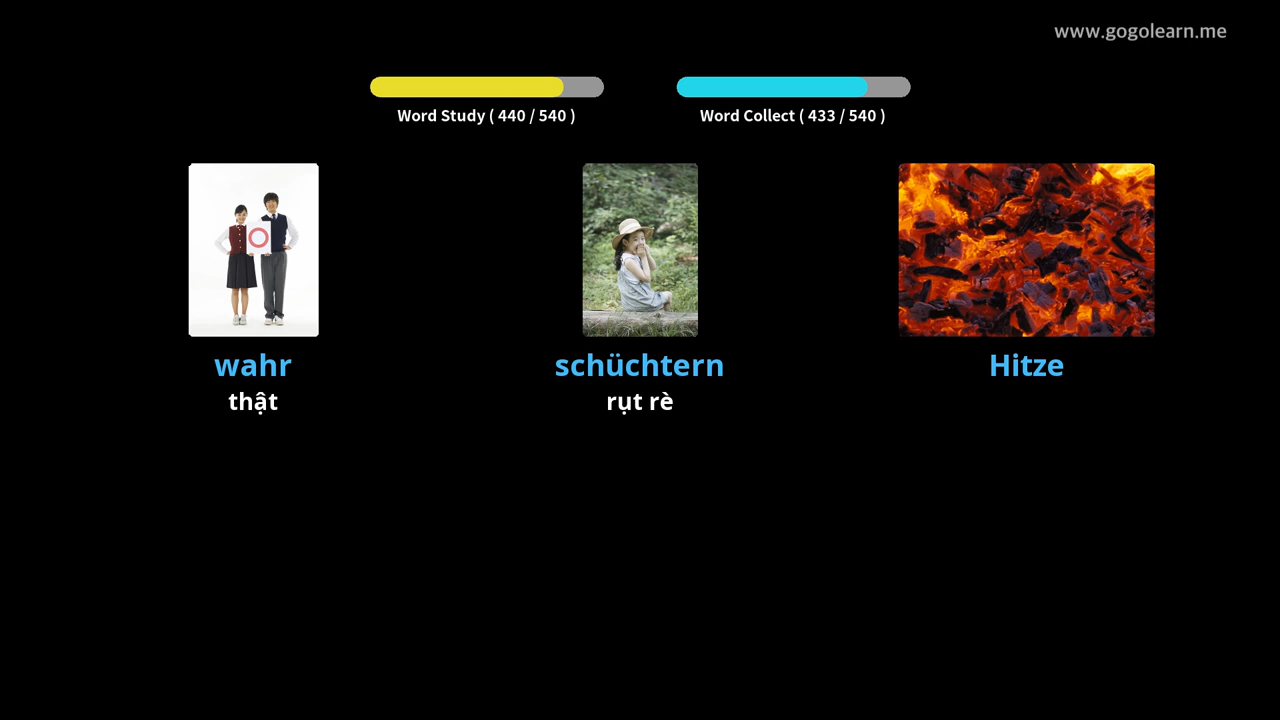 www.gogolearn.me
Word Study ( 440 / 540 )
Word Collect ( 433 / 540 )
wahr
thật
schüchtern
rụt rè
Hitze